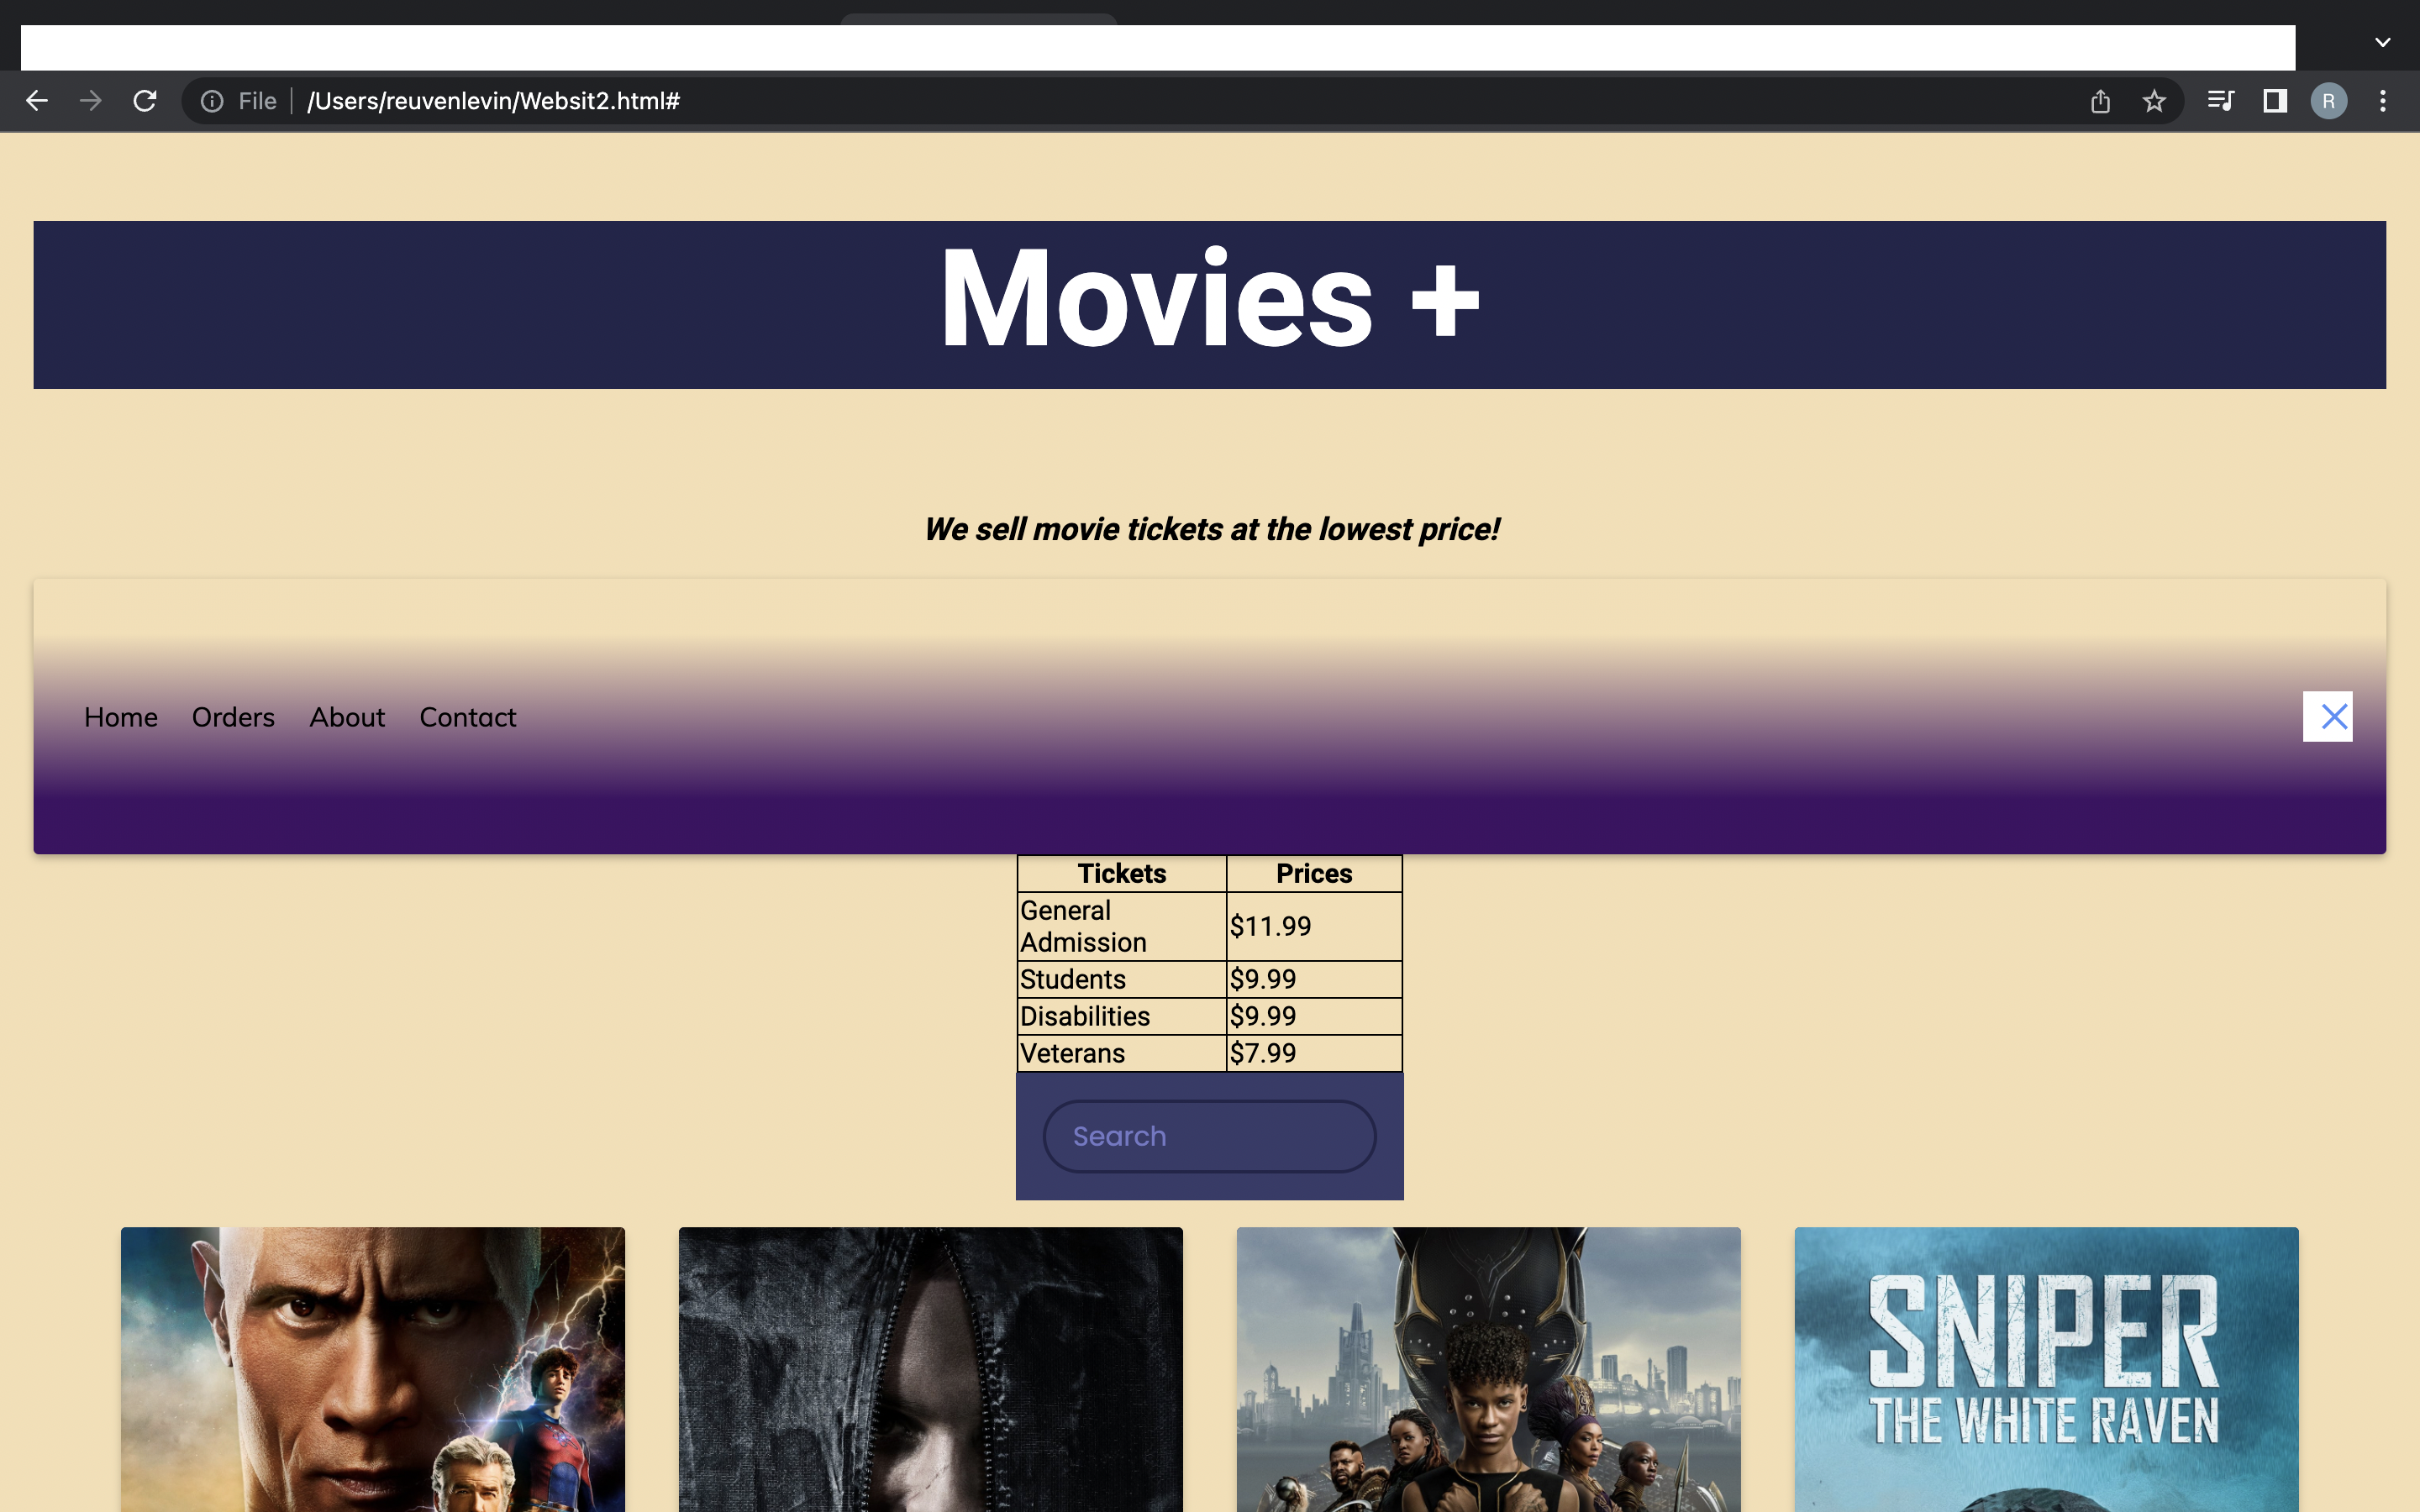 File /Users/reuvenlevin/Websit2.html#
R
Movies +
We sell movie tickets at the lowest price!
Home Orders About Contact
Tickets Prices
General
Admission $11.99
Students $9.99
Disabilities $9.99
Veterans $7.99
Search
SNIPER
THE WHITE RAVEN